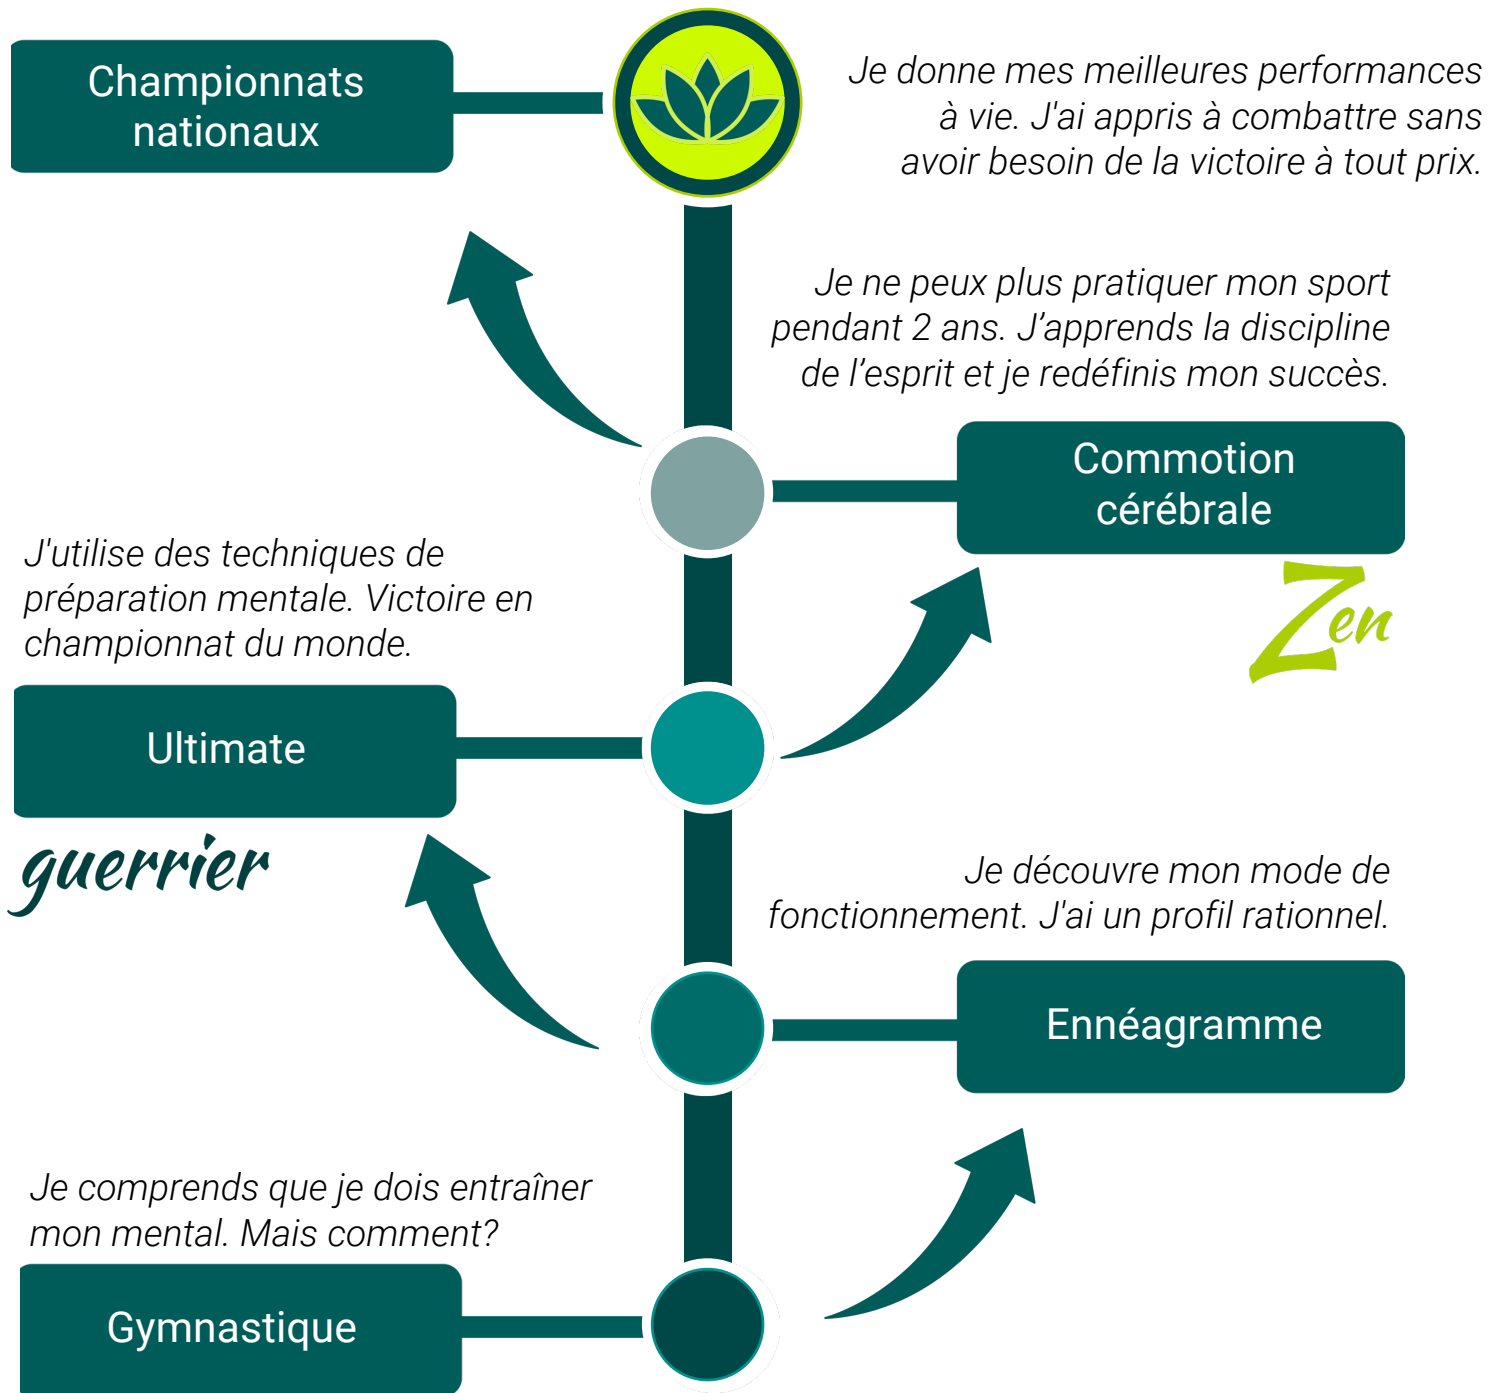 Championnats
nationaux
Je donne mes meilleures performances
à vie. J'ai appris à combattre sans
avoir besoin de la victoire à tout prix.
Je ne peux plus pratiquer mon sport
pendant 2 ans. J’apprends la discipline
de l’esprit et je redéfinis mon succès.
Commotion
cérébrale
Zen
J'utilise des techniques de
préparation mentale. Victoire en
championnat du monde.
Ultimate
guerrier
Je découvre mon mode de
fonctionnement. J'ai un profil rationnel.
Ennéagramme
Je comprends que je dois entraîner
mon mental. Mais comment?
Gymnastique